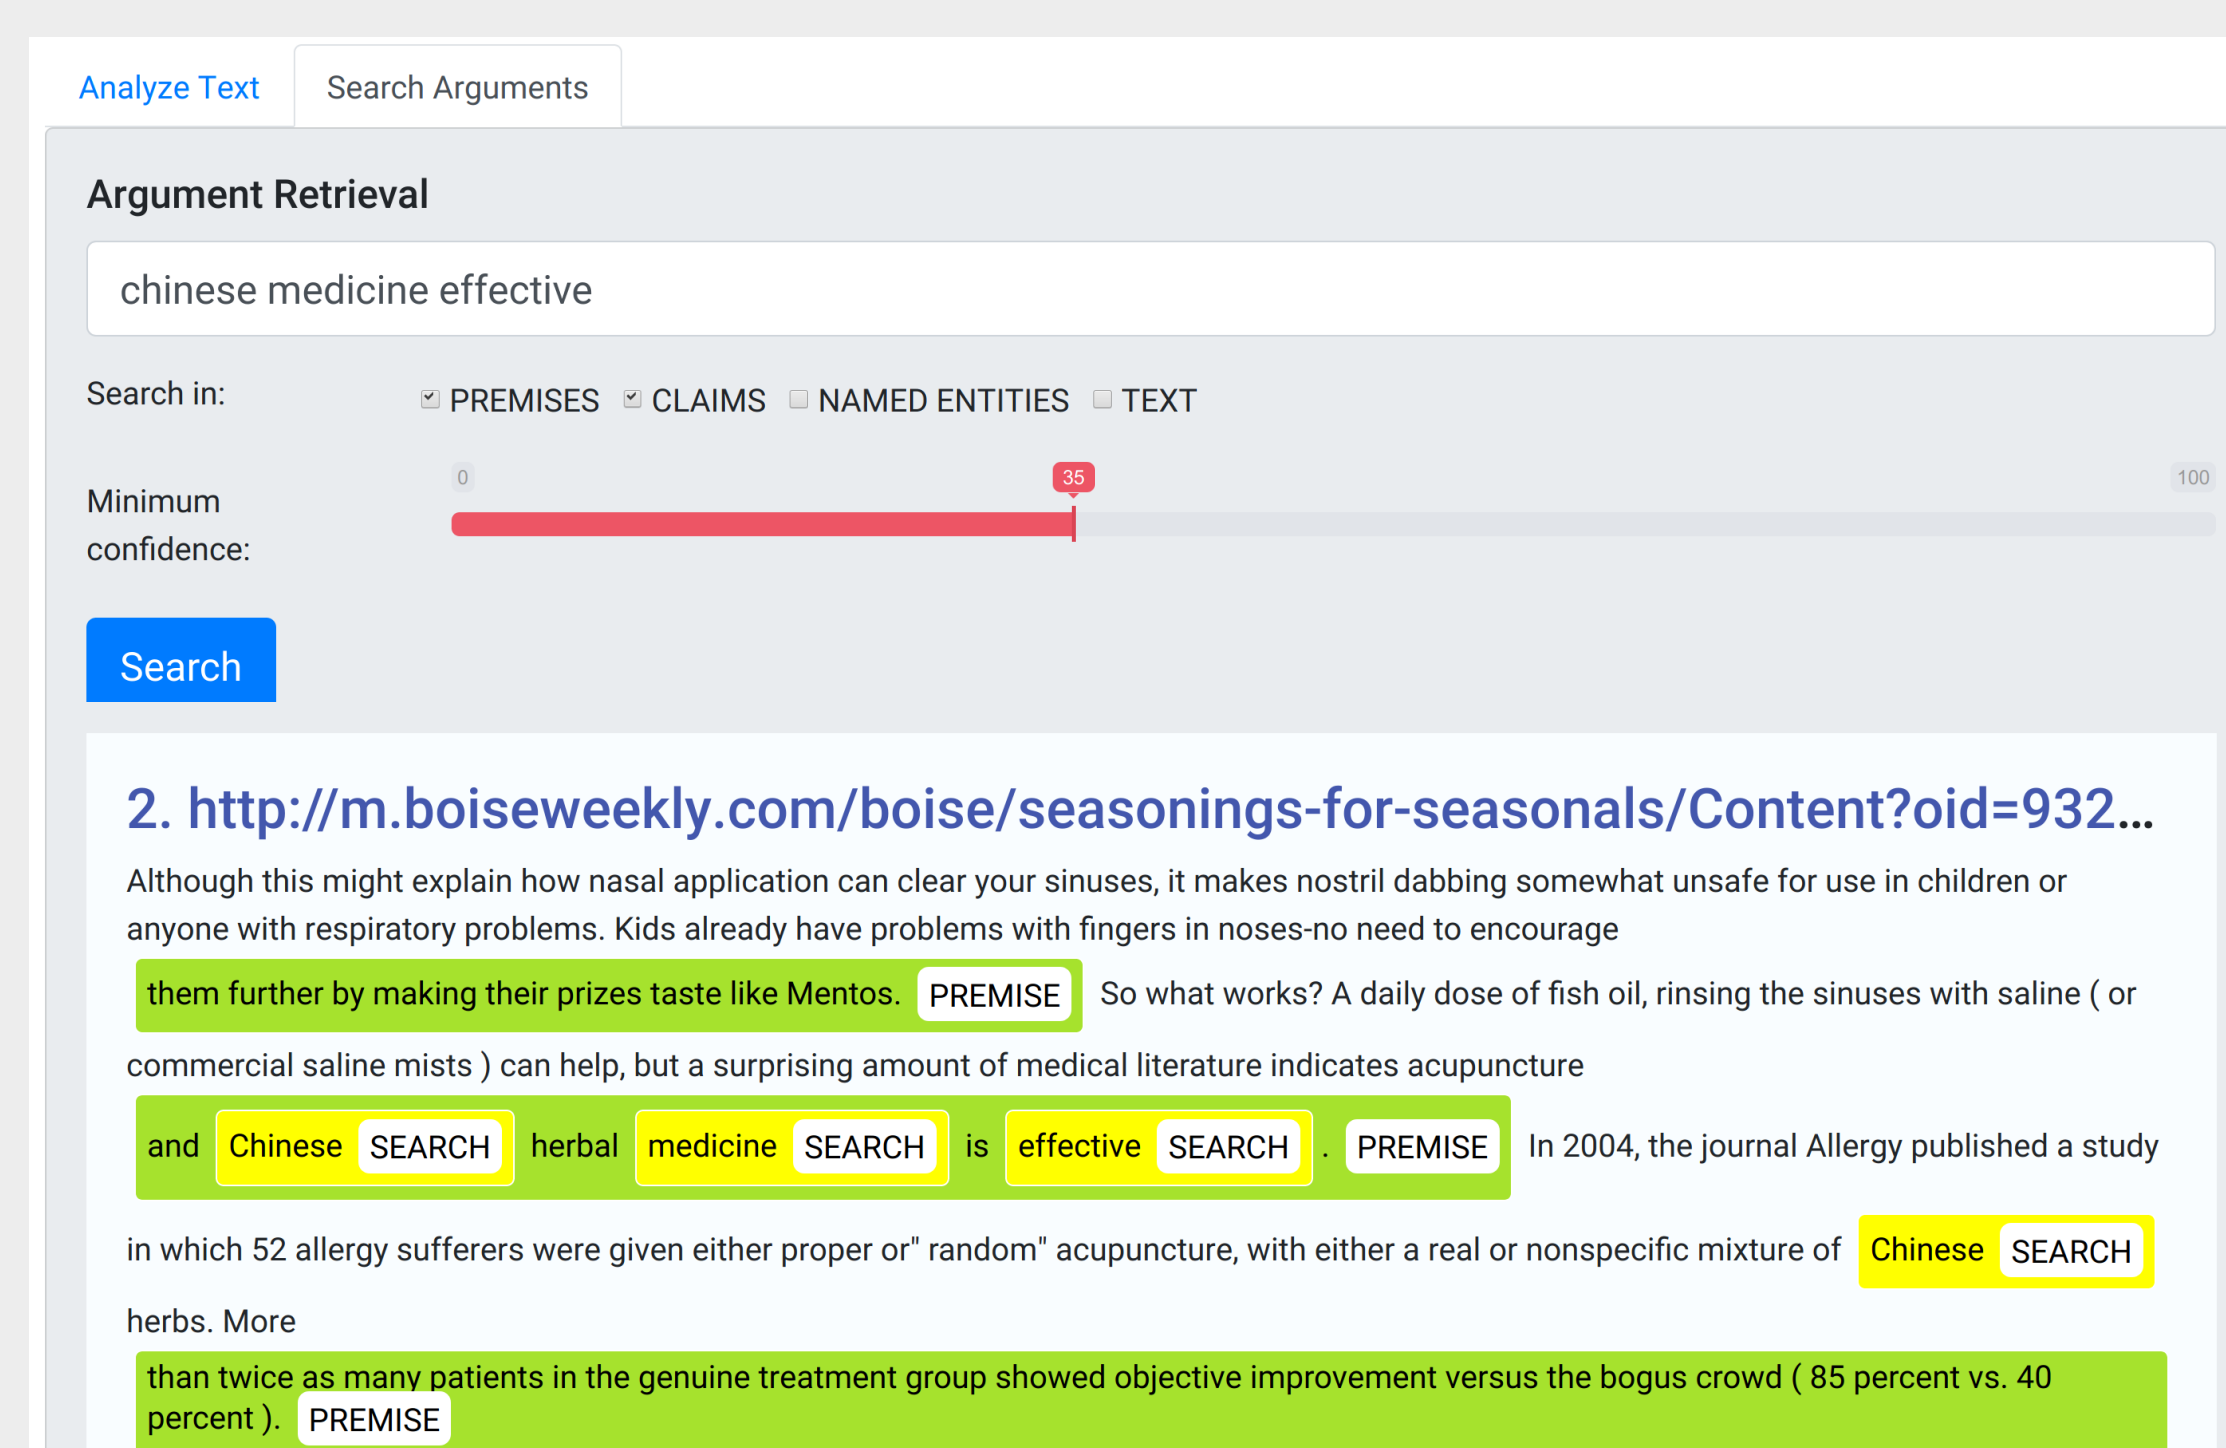 Analyze Text Search Arguments
Argument Retrieval
chinese medicine effective
Search in: PREMISES CLAIMS NAMED ENTITIES TEXT
0 35 100
Minimum
confidence:
Search
2. http://m.boiseweekly.com/boise/seasonings-for-seasonals/Content?oid=932...
Although this might explain how nasal application can clear your sinuses, it makes nostril dabbing somewhat unsafe for use in children or
anyone with respiratory problems. Kids already have problems with fingers in noses-no need to encourage
them further by making their prizes taste like Mentos. PREMISE So what works? A daily dose of fish oil, rinsing the sinuses with saline ( or
commercial saline mists ) can help, but a surprising amount of medical literature indicates acupuncture
and Chinese SEARCH herbal medicine SEARCH is effective SEARCH . PREMISE In 2004, the journal Allergy published a study
in which 52 allergy sufferers were given either proper or" random" acupuncture, with either a real or nonspecific mixture of Chinese SEARCH
herbs. More
than twice as many patients in the genuine treatment group showed objective improvement versus the bogus crowd ( 85 percent vs. 40
percent ). PREMISE